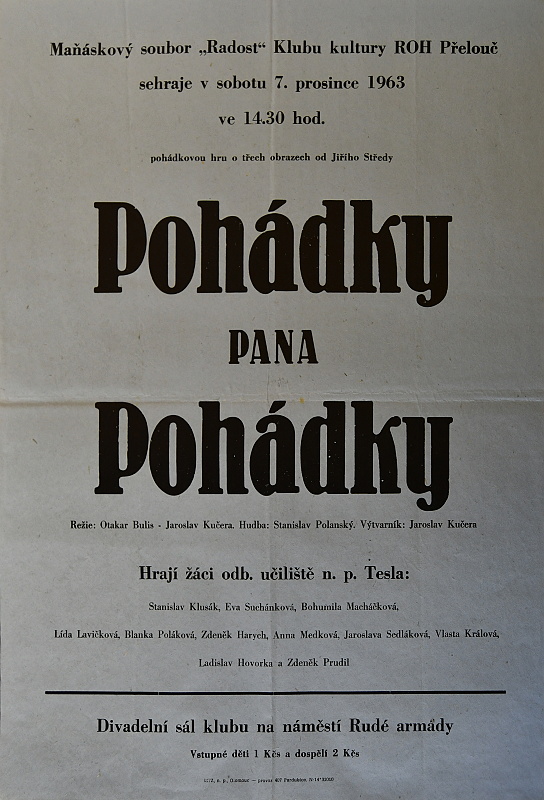 Maňáskový soubor „Radost“ Klubu kultury ROH Přelouč
sehraje v sobotu 7. prosince 1963
ve 14.30 hod.
pohádkovou hru o třech obrazech od Jiřího Středy
Pohádky
PANA
Pohádky
Režie: Otakar Bulis - Jaroslav Kučera. Hudba: Stanislav Polanský. Výtvarník: Jaroslav Kučera
Hrají žáci odb. učiliště n. p. Tesla:
Stanislav Klusák, Eva Suchánková, Bohumila Macháčková,
Lída Lavičková, Blanka Poláková, Zdeněk Harych, Anna Medková, Jaroslava Sedláková, Vlasta Králová,
Ladislav Hovorka a Zdeněk Prudil
Divadelní sál klubu na náměstí Rudé armády
Vstupné děti 1 Kčs a dospělí 2 Kčs
n. p., Olomouc — provoz 407 Pardubice,